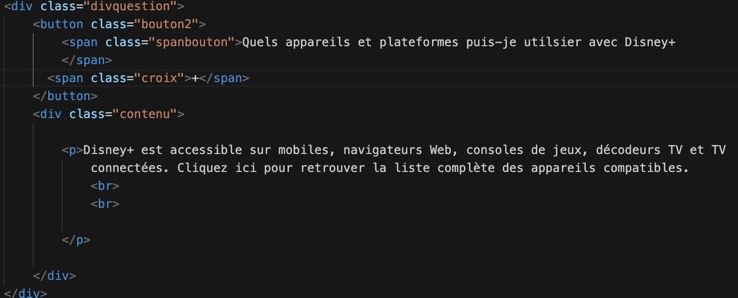 <div class="divquestion">
<button class="bouton2">
<span class="spanbouton">Quels appareils et plateformes puis-je utilsier avec Disney+
</span>
<span class="croix">+</span>
</button>
<div class="contenu">
<p>Disney+ est accessible sur mobiles, navigateurs Web, consoles de jeux, décodeurs TV et TV
connectées. Cliquez ici pour retrouver la liste complète des appareils compatibles.
<br>
<br>
</p>
</div>
</div>